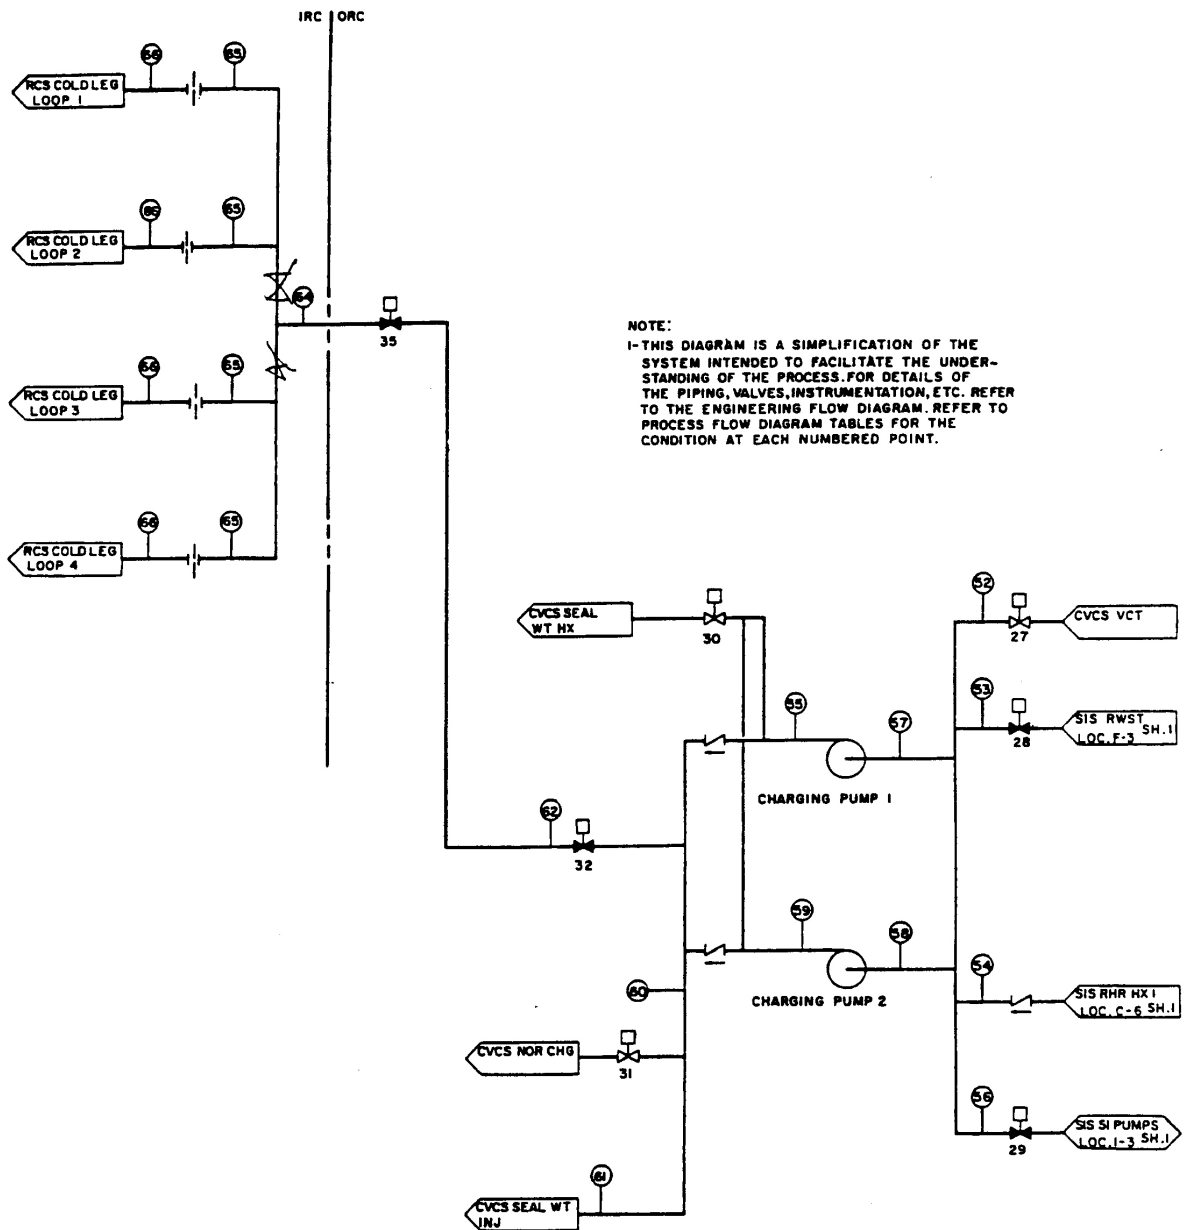 IRC ORC
66 65
RCS COLD LEG
LOOP 1
66 65
RCS COLD LEG
LOOP 2
64
35
66 65
RCS COLD LEG
LOOP 3
66 65
RCS COLD LEG
LOOP 4
NOTE:
1-THIS DIAGRAM IS A SIMPLIFICATION OF THE
SYSTEM INTENDED TO FACILITATE THE UNDER-
STANDING OF THE PROCESS. FOR DETAILS OF
THE PIPING, VALVES, INSTRUMENTATION, ETC. REFER
TO THE ENGINEERING FLOW DIAGRAM. REFER TO
PROCESS FLOW DIAGRAM TABLES FOR THE
CONDITION AT EACH NUMBERED POINT.
CVCS SEAL
WT HX
30
52
27
CVCS VCT
55
57
53
28
SIS RWST
LOC. F-3 SH.1
CHARGING PUMP 1
62
32
59
58
54
CHARGING PUMP 2
SIS RHR HX 1
LOC. C-6 SH.1
60
CVCS NOR CHG
31
56
29
SIS SI PUMPS
LOC. I-3 SH.1
61
CVCS SEAL WT
INJ